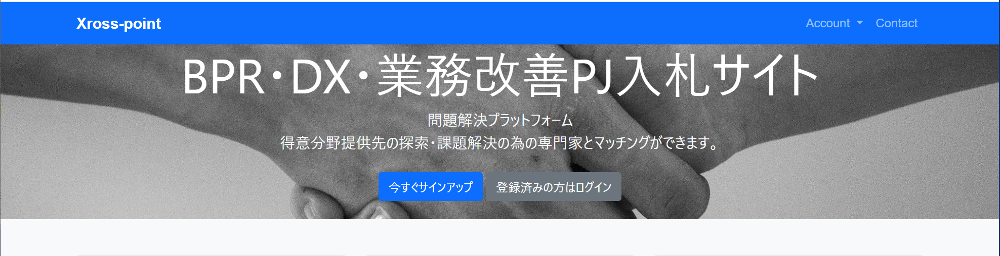 Xross-point
Account Contact
BPR・DX・業務改善PJ入札サイト
問題解決プラットフォーム
得意分野提供先の探索・課題解決の為の専門家とマッチングができます。
今すぐサインアップ 登録済みの方はログイン